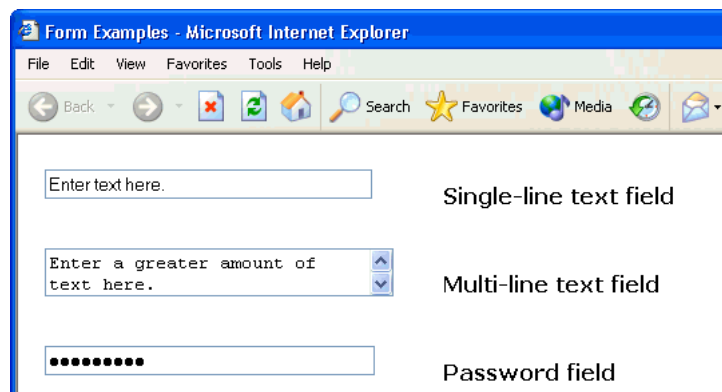 Form Examples - Microsoft Internet Explorer
File Edit View Favorites Tools Help
Back Search Favorites Media
Enter text here.
Single-line text field
Enter a greater amount of
text here.
Multi-line text field
•••••••••
Password field